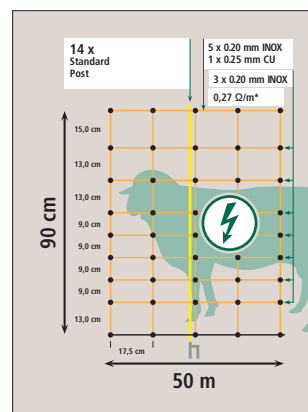 14 x
Standard
Post
5 x 0.20 mm INOX
1 x 0.25 mm CU
3 x 0.20 mm INOX
0,27 Ω/m*
15,0 cm
13,0 cm
13,0 cm
9,0 cm
9,0 cm
9,0 cm
9,0 cm
13,0 cm
90 cm
17,5 cm
50 m